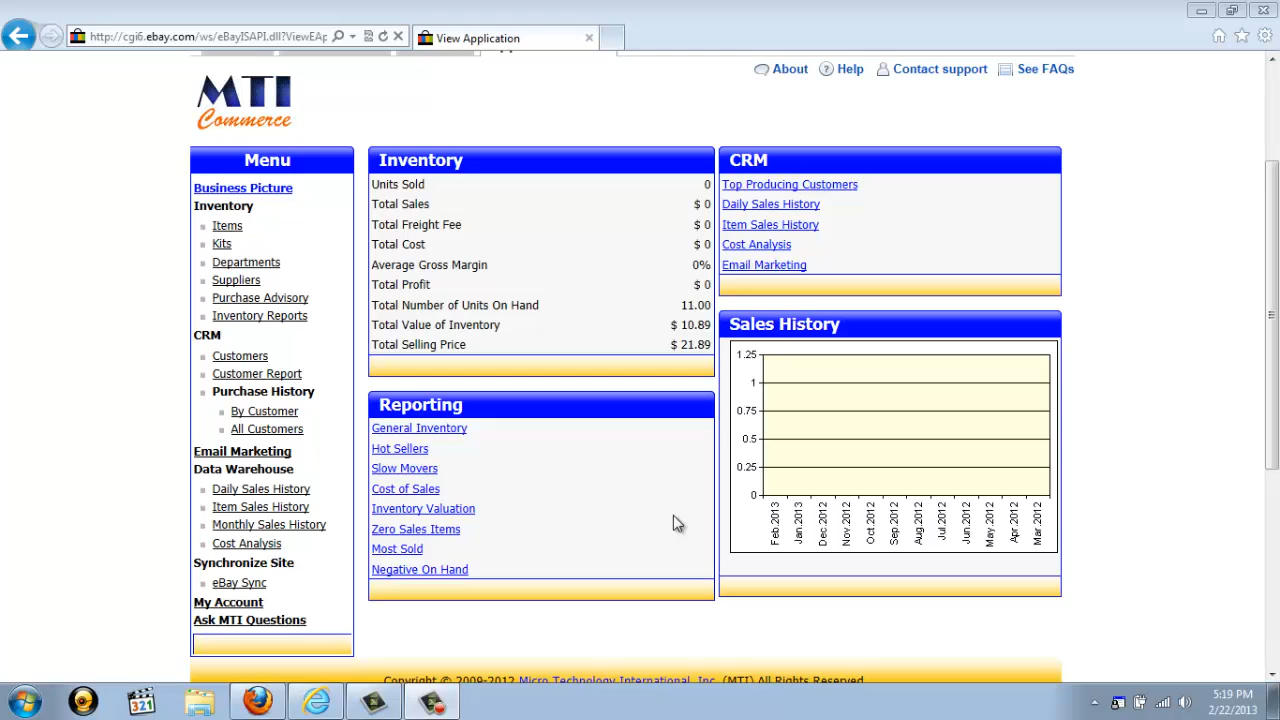 http://cgi6.ebay.com/ws/eBayISAPI.dll?ViewEAp
View Application
MTI
Commerce
About
Help
Contact support
See FAQs
Menu
Business Picture
Inventory
Items
Kits
Departments
Suppliers
Purchase Advisory
Inventory Reports
CRM
Customers
Customer Report
Purchase History
By Customer
All Customers
Email Marketing
Data Warehouse
Daily Sales History
Item Sales History
Monthly Sales History
Cost Analysis
Synchronize Site
eBay Sync
My Account
Ask MTI Questions
Inventory
Units Sold 0
Total Sales $ 0
Total Freight Fee $ 0
Total Cost $ 0
Average Gross Margin 0%
Total Profit $ 0
Total Number of Units On Hand 11.00
Total Value of Inventory $ 10.89
Total Selling Price $ 21.89
Reporting
General Inventory
Hot Sellers
Slow Movers
Cost of Sales
Inventory Valuation
Zero Sales Items
Most Sold
Negative On Hand
CRM
Top Producing Customers
Daily Sales History
Item Sales History
Cost Analysis
Email Marketing
Sales History
1.25
1
0.75
0.5
0.25
0
Feb.2013
Jan.2013
Dec.2012
Nov.2012
Oct.2012
Sep.2012
Aug.2012
Jul.2012
Jun.2012
May.2012
Apr.2012
Mar.2012
Copyright © 2009-2012 Micro Technology International, Inc. (MTI) All Rights Reserved
321
5:19 PM
2/22/2013